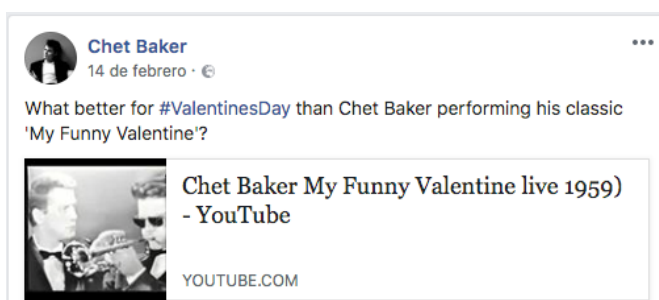 Chet Baker
14 de febrero ·
What better for #ValentinesDay than Chet Baker performing his classic
'My Funny Valentine'?
Chet Baker My Funny Valentine live 1959)
- YouTube
YOUTUBE.COM